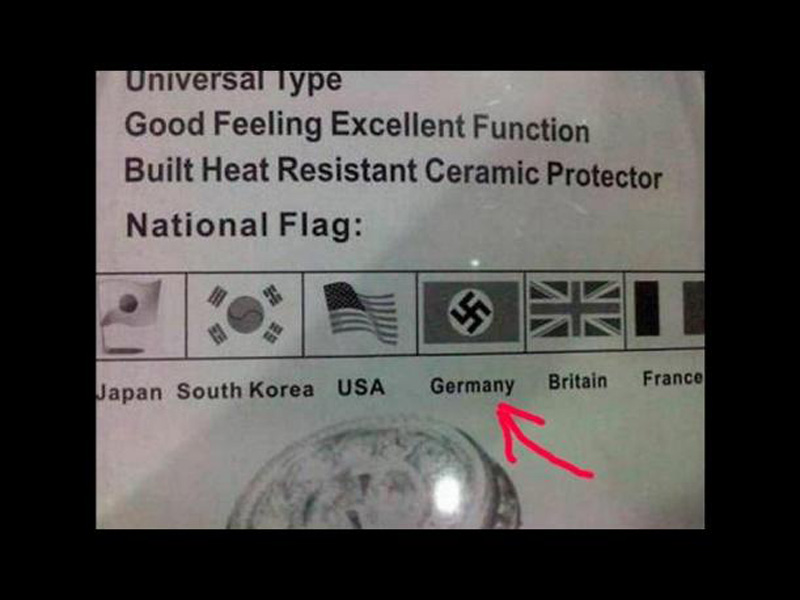 Universal Type
Good Feeling Excellent Function
Built Heat Resistant Ceramic Protector
National Flag:
Japan South Korea USA Germany Britain France